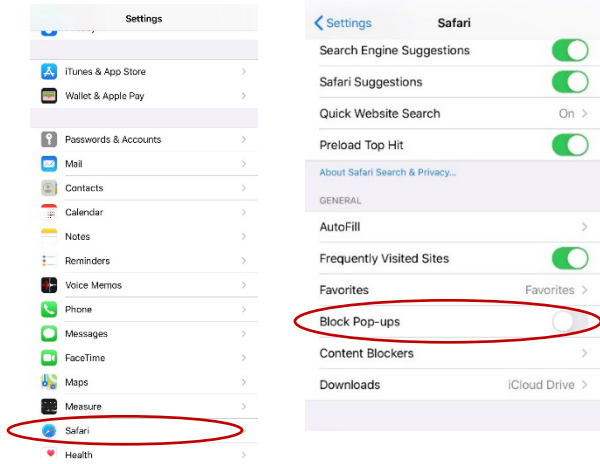 Settings
iTunes & App Store
Wallet & Apple Pay
Passwords & Accounts
Mail
Contacts
Calendar
Notes
Reminders
Voice Memos
Phone
Messages
FaceTime
Maps
Measure
Safari
Health
Settings Safari
Search Engine Suggestions
Safari Suggestions
Quick Website Search On
Preload Top Hit
About Safari Search & Privacy...
GENERAL
AutoFill
Frequently Visited Sites
Favorites Favorites
Block Pop-ups
Content Blockers
Downloads iCloud Drive